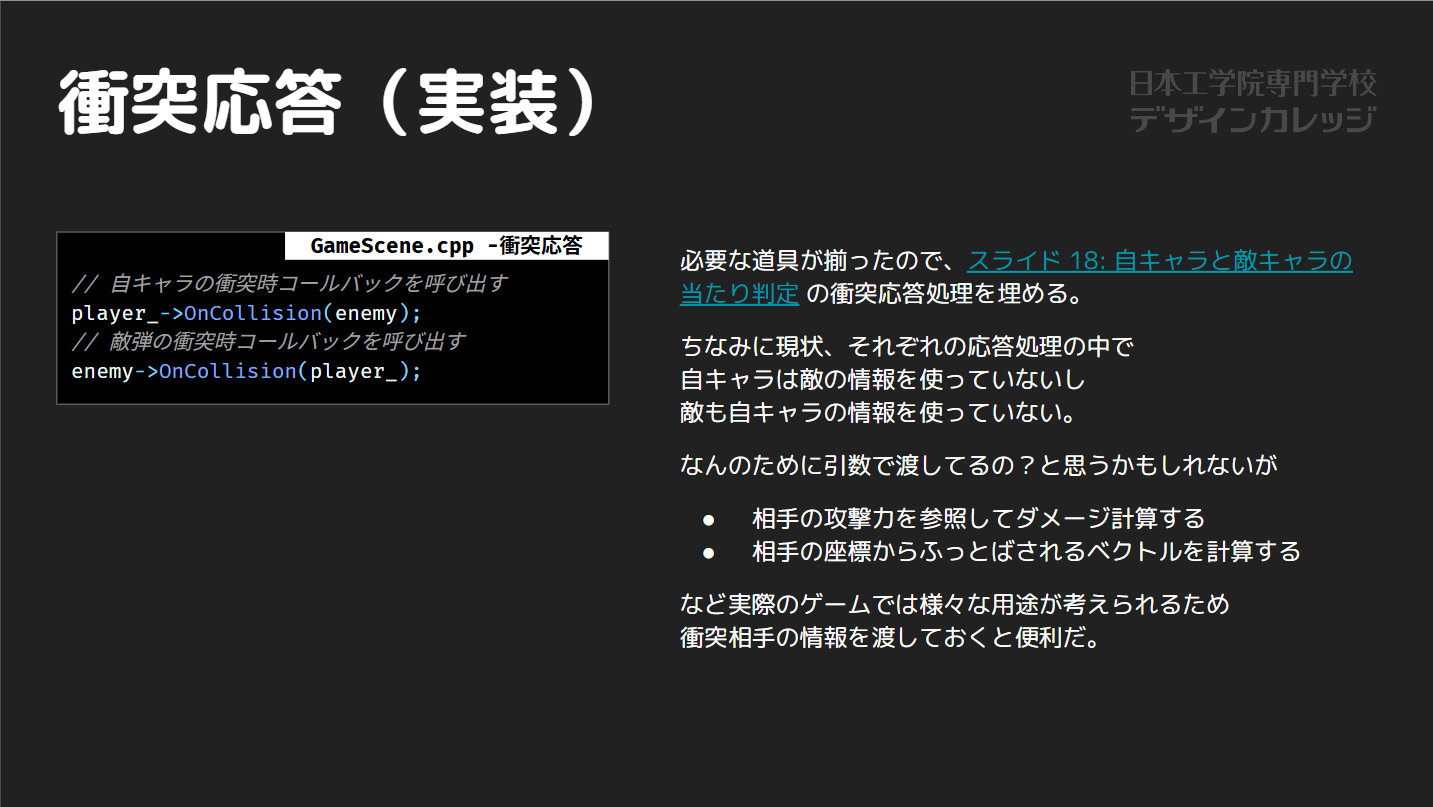 衝突応答（実装）
日本工学院専門学校
デザインカレッジ
GameScene.cpp -衝突応答
// 自キャラの衝突時コールバックを呼び出す
player_->OnCollision(enemy);
// 敵弾の衝突時コールバックを呼び出す
enemy->OnCollision(player_);
必要な道具が揃ったので、スライド 18: 自キャラと敵キャラの
当たり判定 の衝突応答処理を埋める。
ちなみに現状、それぞれの応答処理の中で
自キャラは敵の情報を使っていないし
敵も自キャラの情報を使っていない。
なんのために引数で渡してるの？と思うかもしれないが
● 相手の攻撃力を参照してダメージ計算する
● 相手の座標からふっとばされるベクトルを計算する
など実際のゲームでは様々な用途が考えられるため
衝突相手の情報を渡しておくと便利だ。